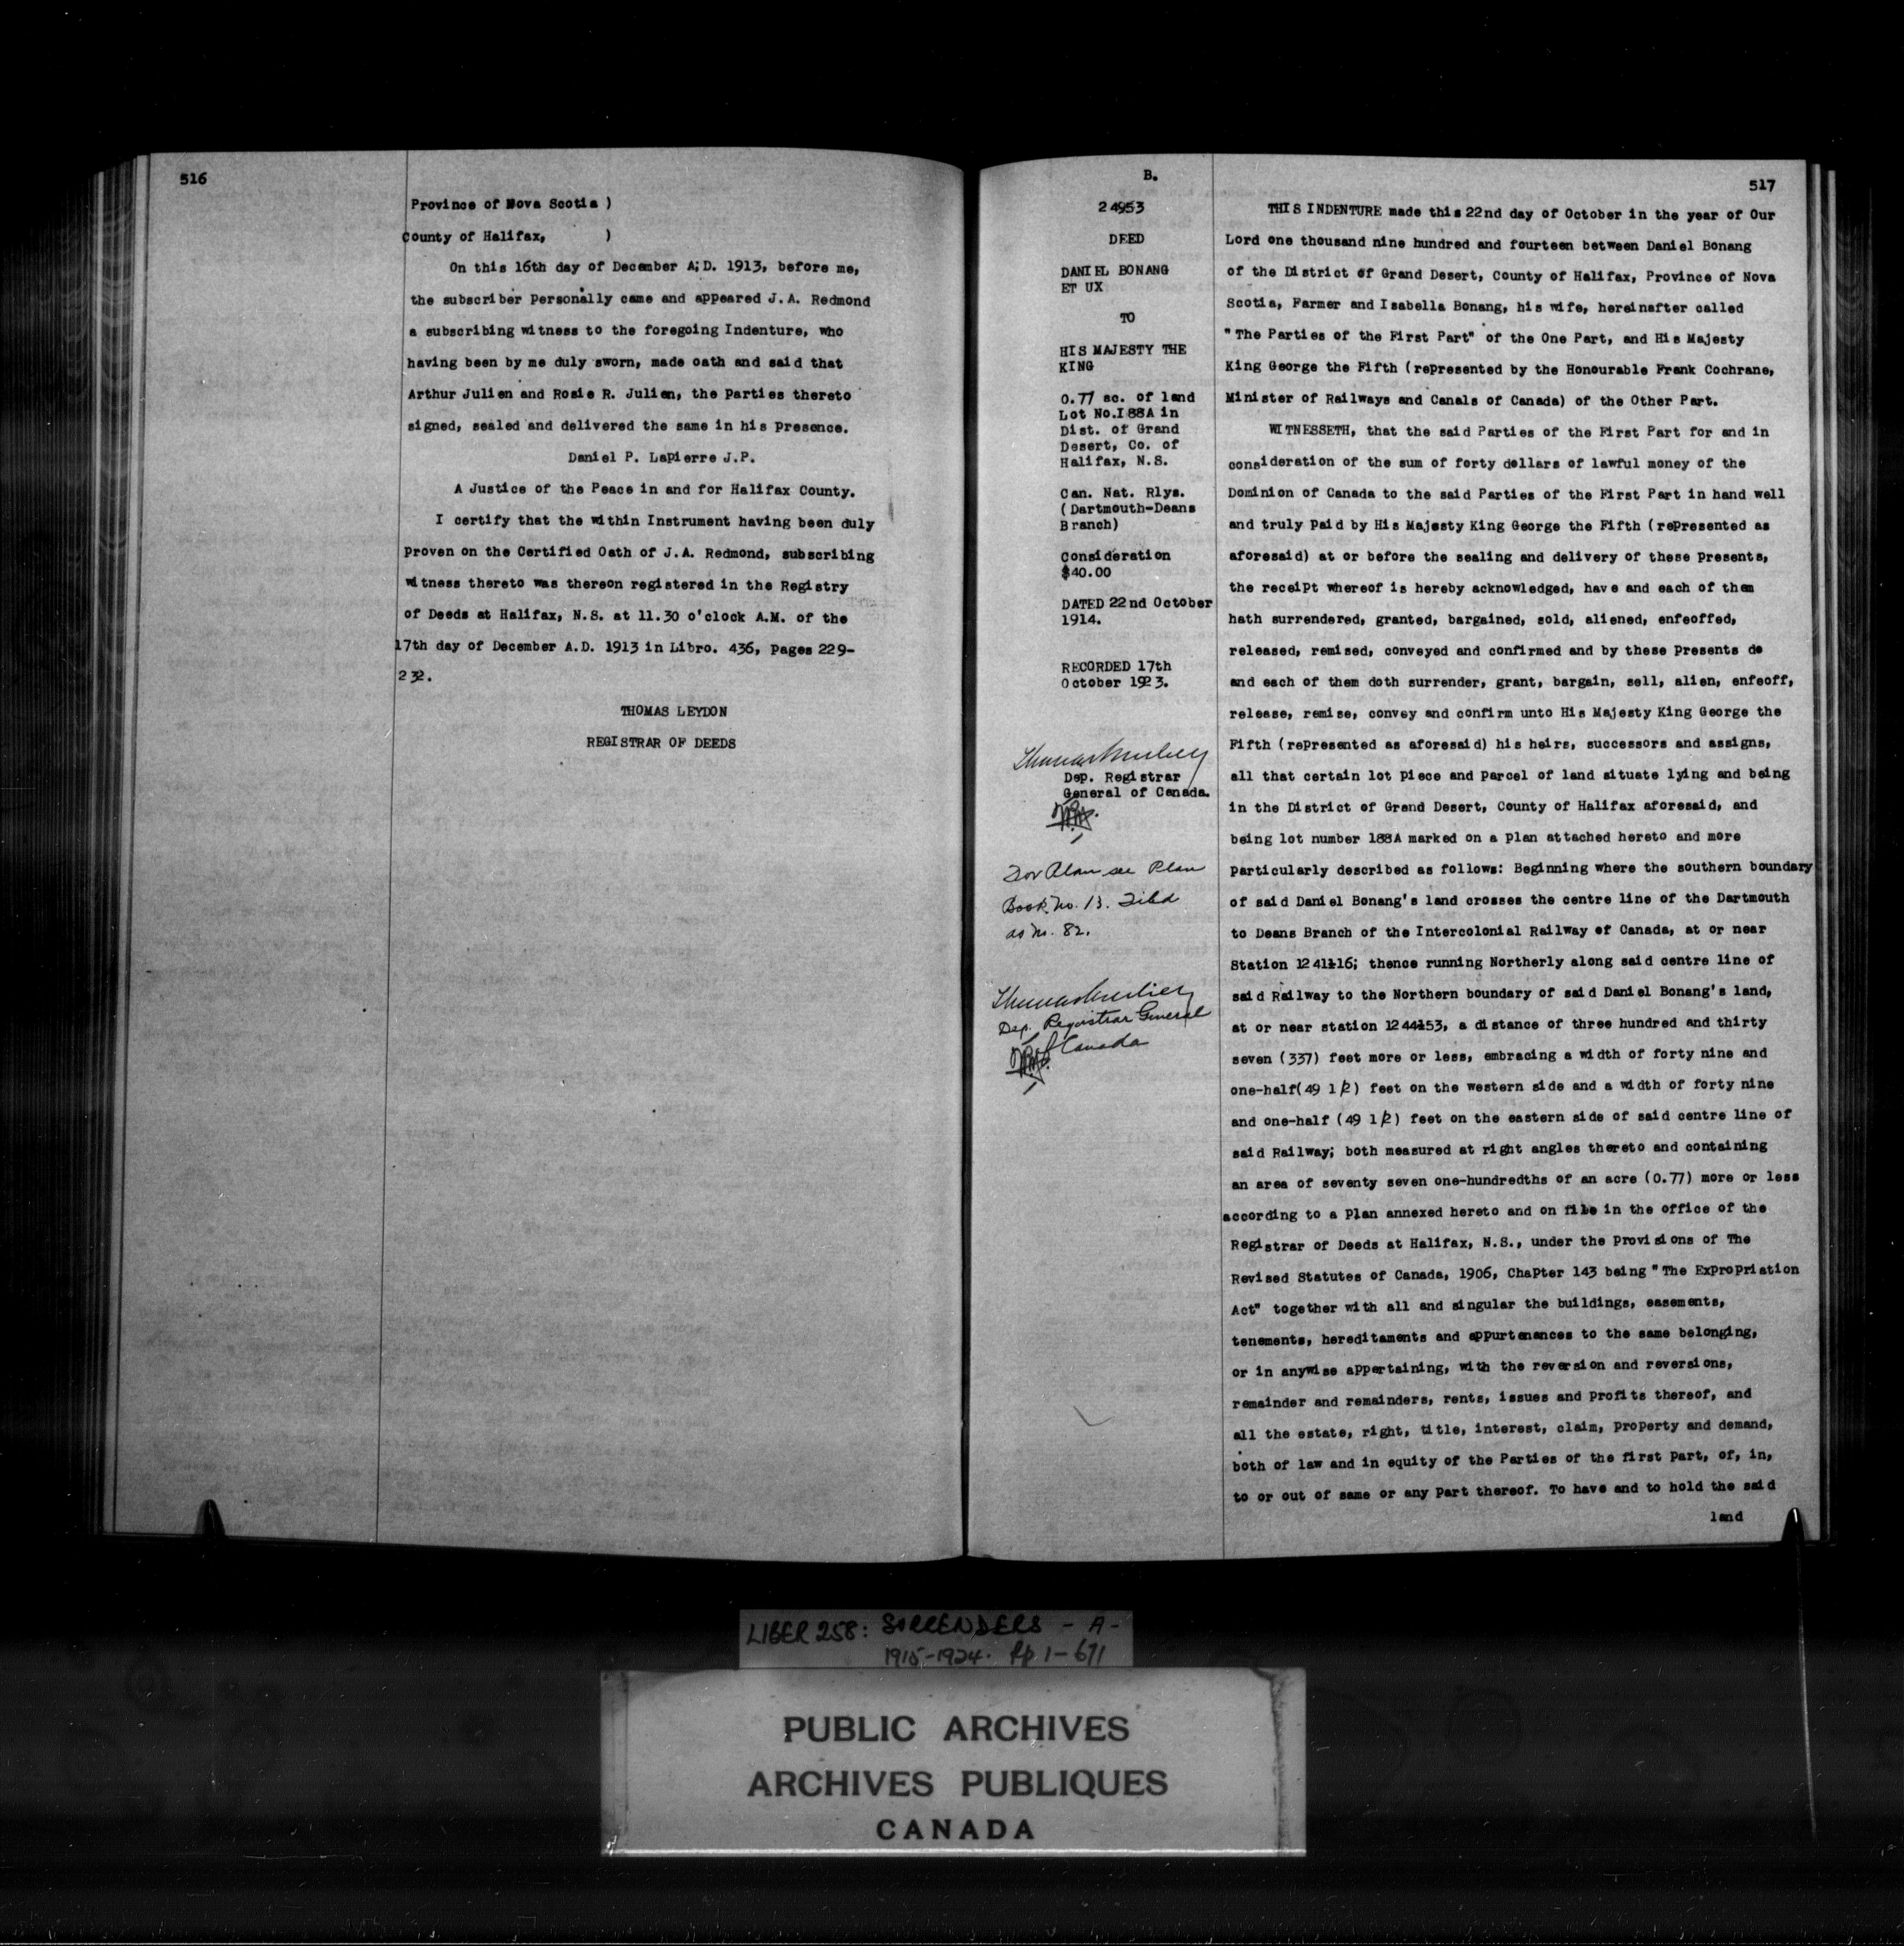 516
Province of Nova Scotia )
County of Halifax, )
On this 16th day of December A;D. 1913, before me,
the subscriber Personally came and appeared J.A. Redmond
a subscribing witness to the foregoing Indenture, who
having been by me duly sworn, made oath and said that
Arthur Julien and Rosie R. Julien, the Parties thereto
signed, sealed and delivered the same in his Presence.
Daniel P. LaPierre J.P.
A Justice of the Peace in and for Halifax County.
I certify that the within Instrument having been duly
Proven on the Certified Oath of J.A. Redmond, subscribing
witness thereto was thereon registered in the Registry
of Deeds at Halifax, N.S. at 11.30 o'clock A.M. of the
17th day of December A.D. 1913 in Libro. 436, Pages 229-
232.
THOMAS LEYDON
REGISTRAR OF DEEDS
B.
24953
DEED
DANIEL BONANG
ET UX
TO
HIS MAJESTY THE
KING
0.77 ac. of land
Lot No.I88A in
Dist. of Grand
Desert, Co. of
Halifax, N.S.
Can. Nat. Rlys.
(Dartmouth-Deans
Branch)
Consideration
$40.00
DATED 22nd October
1914.
RECORDED 17th
October 1923.
Thomas Mulvey
Dep. Registrar
General of Canada.
For Plan see Plan
Book No. 13. Filed
as No. 82.
Thomas Mulvey
Dep. Registrar General
of Canada
517
THIS INDENTURE made this 22nd day of October in the year of Our
Lord one thousand nine hundred and fourteen between Daniel Bonang
of the District of Grand Desert, County of Halifax, Province of Nova
Scotia, Farmer and Isabella Bonang, his wife, hereinafter called
"The Parties of the First Part" of the One Part, and His Majesty
King George the Fifth (represented by the Honourable Frank Cochrane,
Minister of Railways and Canals of Canada) of the Other Part.
WITNESSETH, that the said Parties of the First Part for and in
consideration of the sum of forty dollars of lawful money of the
Dominion of Canada to the said Parties of the First Part in hand well
and truly Paid by His Majesty King George the Fifth (rePresented as
aforesaid) at or before the sealing and delivery of these Presents,
the receiPt whereof is hereby acknowledged, have and each of them
hath surrendered, granted, bargained, sold, aliened, enfeoffed,
released, remised, conveyed and confirmed and by these Presents do
and each of them doth surrender, grant, bargain, sell, alien, enfeoff,
release, remise, convey and confirm unto His Majesty King George the
Fifth (rePresented as aforesaid) his heirs, successors and assigns,
all that certain lot Piece and Parcel of land situate lying and being
in the District of Grand Desert, County of Halifax aforesaid, and
being lot number 188A marked on a Plan attached hereto and more
Particularly described as follows: Beginning where the southern boundary
of said Daniel Bonang's land crosses the centre line of the Dartmouth
to Deans Branch of the Intercolonial Railway of Canada, at or near
Station 1241+16; thence running Northerly along said centre line of
said Railway to the Northern boundary of said Daniel Bonang's land,
at or near station 1244+53, a distance of three hundred and thirty
seven (337) feet more or less, embracing a width of forty nine and
one-half(49 1/2) feet on the western side and a width of forty nine
and one-half (49 1/2) feet on the eastern side of said centre line of
said Railway; both measured at right angles thereto and containing
an area of seventy seven one-hundredths of an acre (0.77) more or less
according to a Plan annexed hereto and on file in the office of the
Registrar of Deeds at Halifax, N.S., under the Provisions of The
Revised Statutes of Canada, 1906, ChaPter 143 being "The ExProPriation
Act" together with all and singular the buildings, easements,
tenements, hereditaments and aPPurtenances to the same belonging,
or in anywise aPPertaining, with the reversion and reversions,
remainder and remainders, rents, issues and Profits thereof, and
all the estate, right, title, interest, claim, ProPerty and demand,
both of law and in equity of the Parties of the first Part, of, in,
to or out of same or any Part thereof. To have and to hold the said
land
LIBER 258: SURRENDERS - A -
1915-1924. Pp 1-671
PUBLIC ARCHIVES
ARCHIVES PUBLIQUES
CANADA